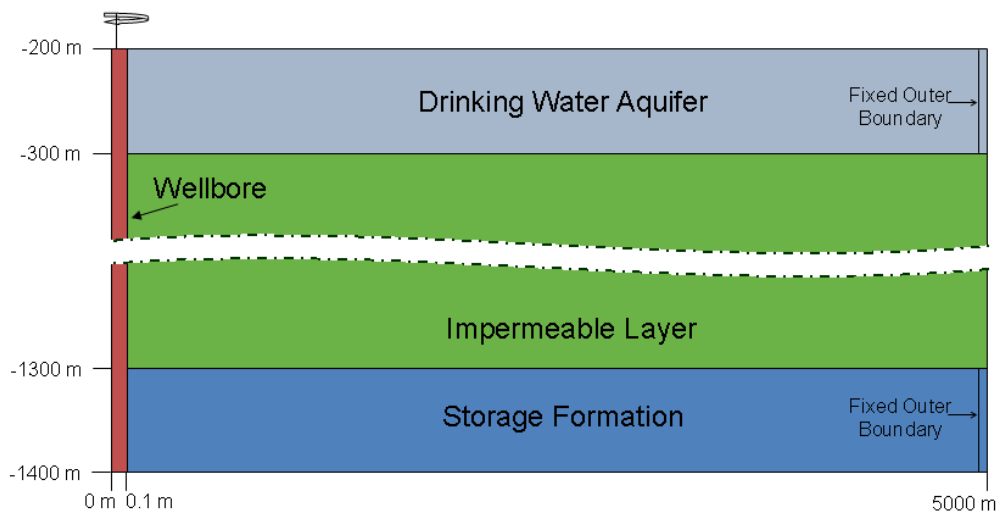 -200 m
Drinking Water Aquifer
Fixed Outer
Boundary
-300 m
Wellbore
Impermeable Layer
-1300 m
Storage Formation
Fixed Outer
Boundary
-1400 m
0 m 0.1 m
5000 m